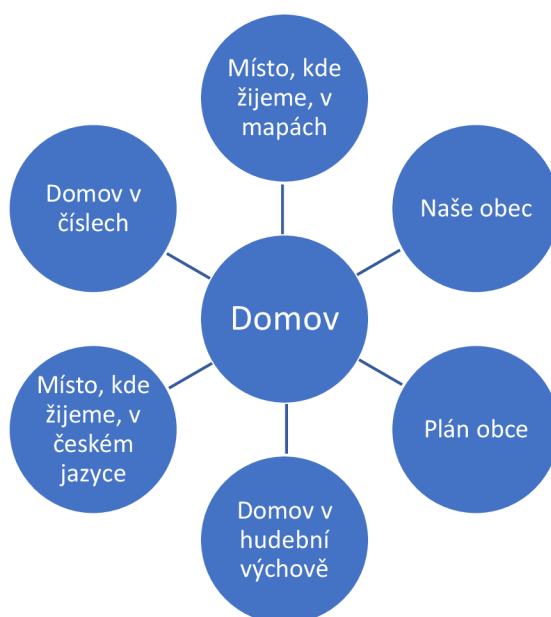 Místo, kde
žijeme, v
mapách
Naše obec
Plán obce
Domov v
hudební
výchově
Místo, kde
žijeme, v
českém
jazyce
Domov v
číslech
Domov